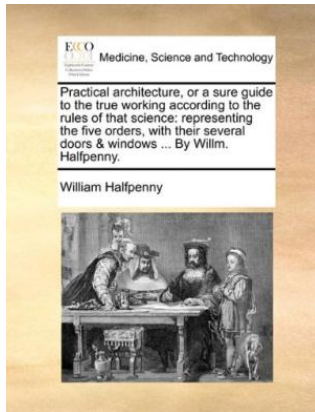 ECCO
Medicine, Science and Technology
Practical architecture, or a sure guide
to the true working according to the
rules of that science: representing
the five orders, with their several
doors & windows ... By Willm.
Halfpenny.
William Halfpenny